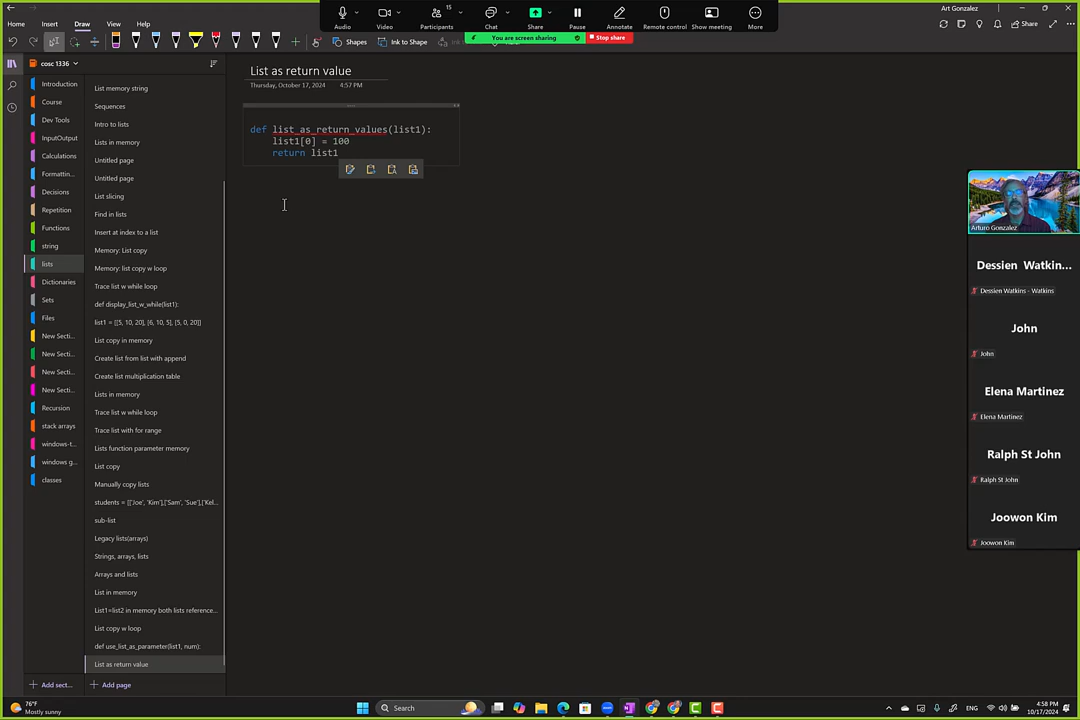 Art Gonzalez
15
Audio
Video
Participants
Chat
Share
Pause
Annotate
Remote control
Show meeting
More
You are screen sharing
Stop share
Home
Insert
Draw
View
Help
Share
Shapes
Ink to Shape
cosc 1336
Introduction
Course
Dev Tools
InputOutput
Calculations
Formattin...
Decisions
Repetition
Functions
string
lists
Dictionaries
Sets
Files
New Secti...
New Secti...
New Secti...
New Secti...
Recursion
stack arrays
windows-t...
windows g...
classes
Add sect...
List memory string
Sequences
Intro to lists
Lists in memory
Untitled page
Untitled page
List slicing
Find in lists
Insert at index to a list
Memory: List copy
Memory: list copy w loop
Trace list w while loop
def display_list_w_while(list1):
list1 = [[5, 10, 20], [6, 10, 5], [5, 0, 20]]
List copy in memory
Create list from list with append
Create list multiplication table
Lists in memory
Trace list w while loop
Trace list with for range
Lists function parameter memory
List copy
Manually copy lists
students = [['Joe', 'Kim'],['Sam', 'Sue'],['Kel...
sub-list
Legacy lists(arrays)
Strings, arrays, lists
Arrays and lists
List in memory
List1=list2 in memory both lists reference...
List copy w loop
def use_list_as_parameter(list1, num):
List as return value
Add page
List as return value
Thursday, October 17, 2024 4:57 PM
def list_as_return_values(list1):
list1[0] = 100
return list1
Arturo Gonzalez
Dessien Watkin...
Dessien Watkins - Watkins
John
John
Elena Martinez
Elena Martinez
Ralph St John
Ralph St John
Joowon Kim
Joowon Kim
76°F
Mostly sunny
Search
ENG
4:58 PM
10/17/2024